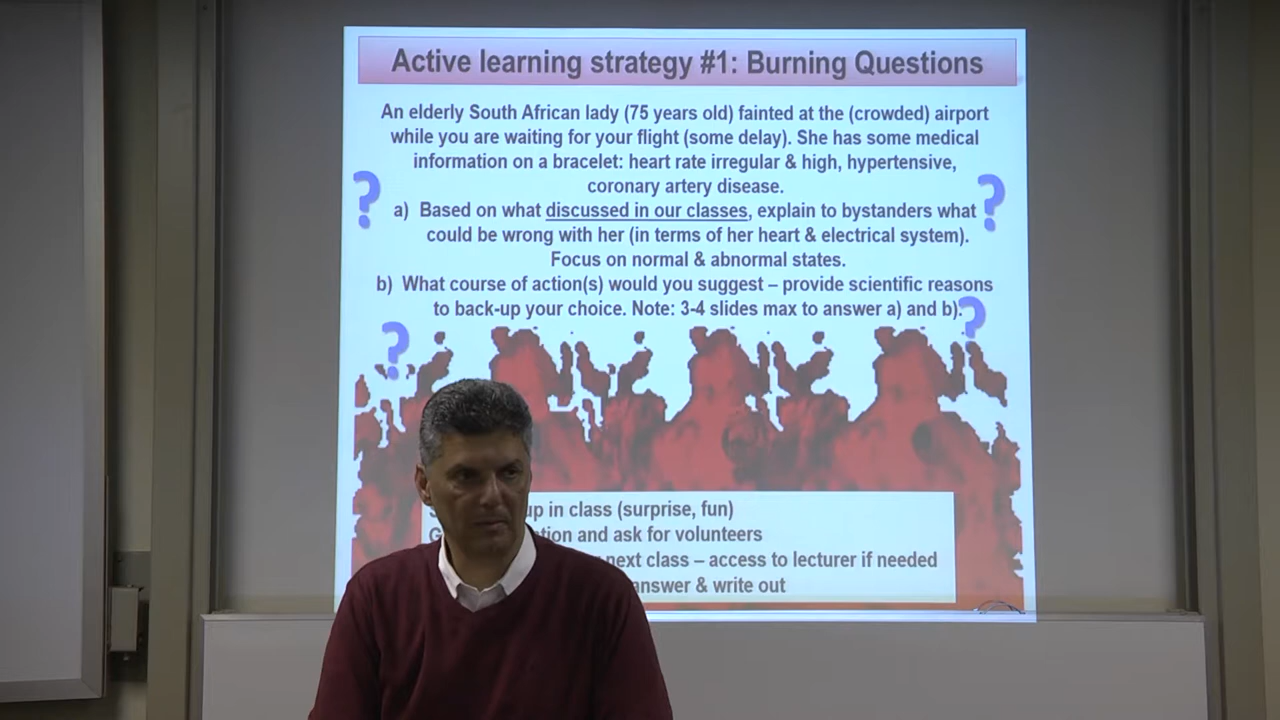 Active learning strategy #1: Burning Questions
An elderly South African lady (75 years old) fainted at the (crowded) airport
while you are waiting for your flight (some delay). She has some medical
information on a bracelet: heart rate irregular & high, hypertensive,
coronary artery disease.
? ?
a) Based on what discussed in our classes, explain to bystanders what
could be wrong with her (in terms of her heart & electrical system).
Focus on normal & abnormal states.
b) What course of action(s) would you suggest – provide scientific reasons
to back-up your choice. Note: 3-4 slides max to answer a) and b).
? ?
up in class (surprise, fun)
and ask for volunteers
next class – access to lecturer if needed
answer & write out